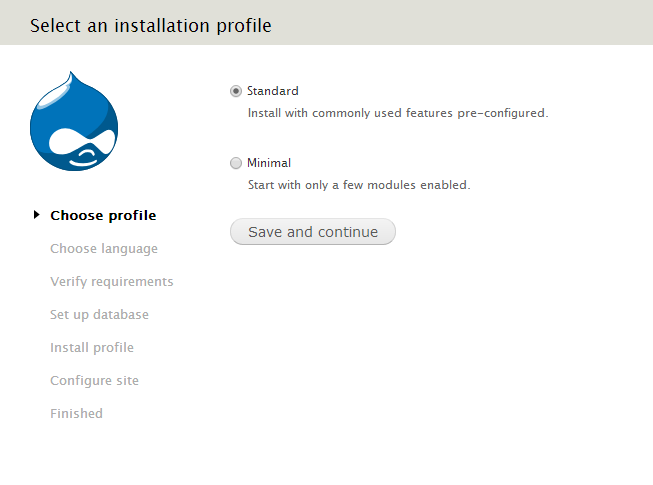 Select an installation profile
Standard
Install with commonly used features pre-configured.
Minimal
Start with only a few modules enabled.
Save and continue
Choose profile
Choose language
Verify requirements
Set up database
Install profile
Configure site
Finished